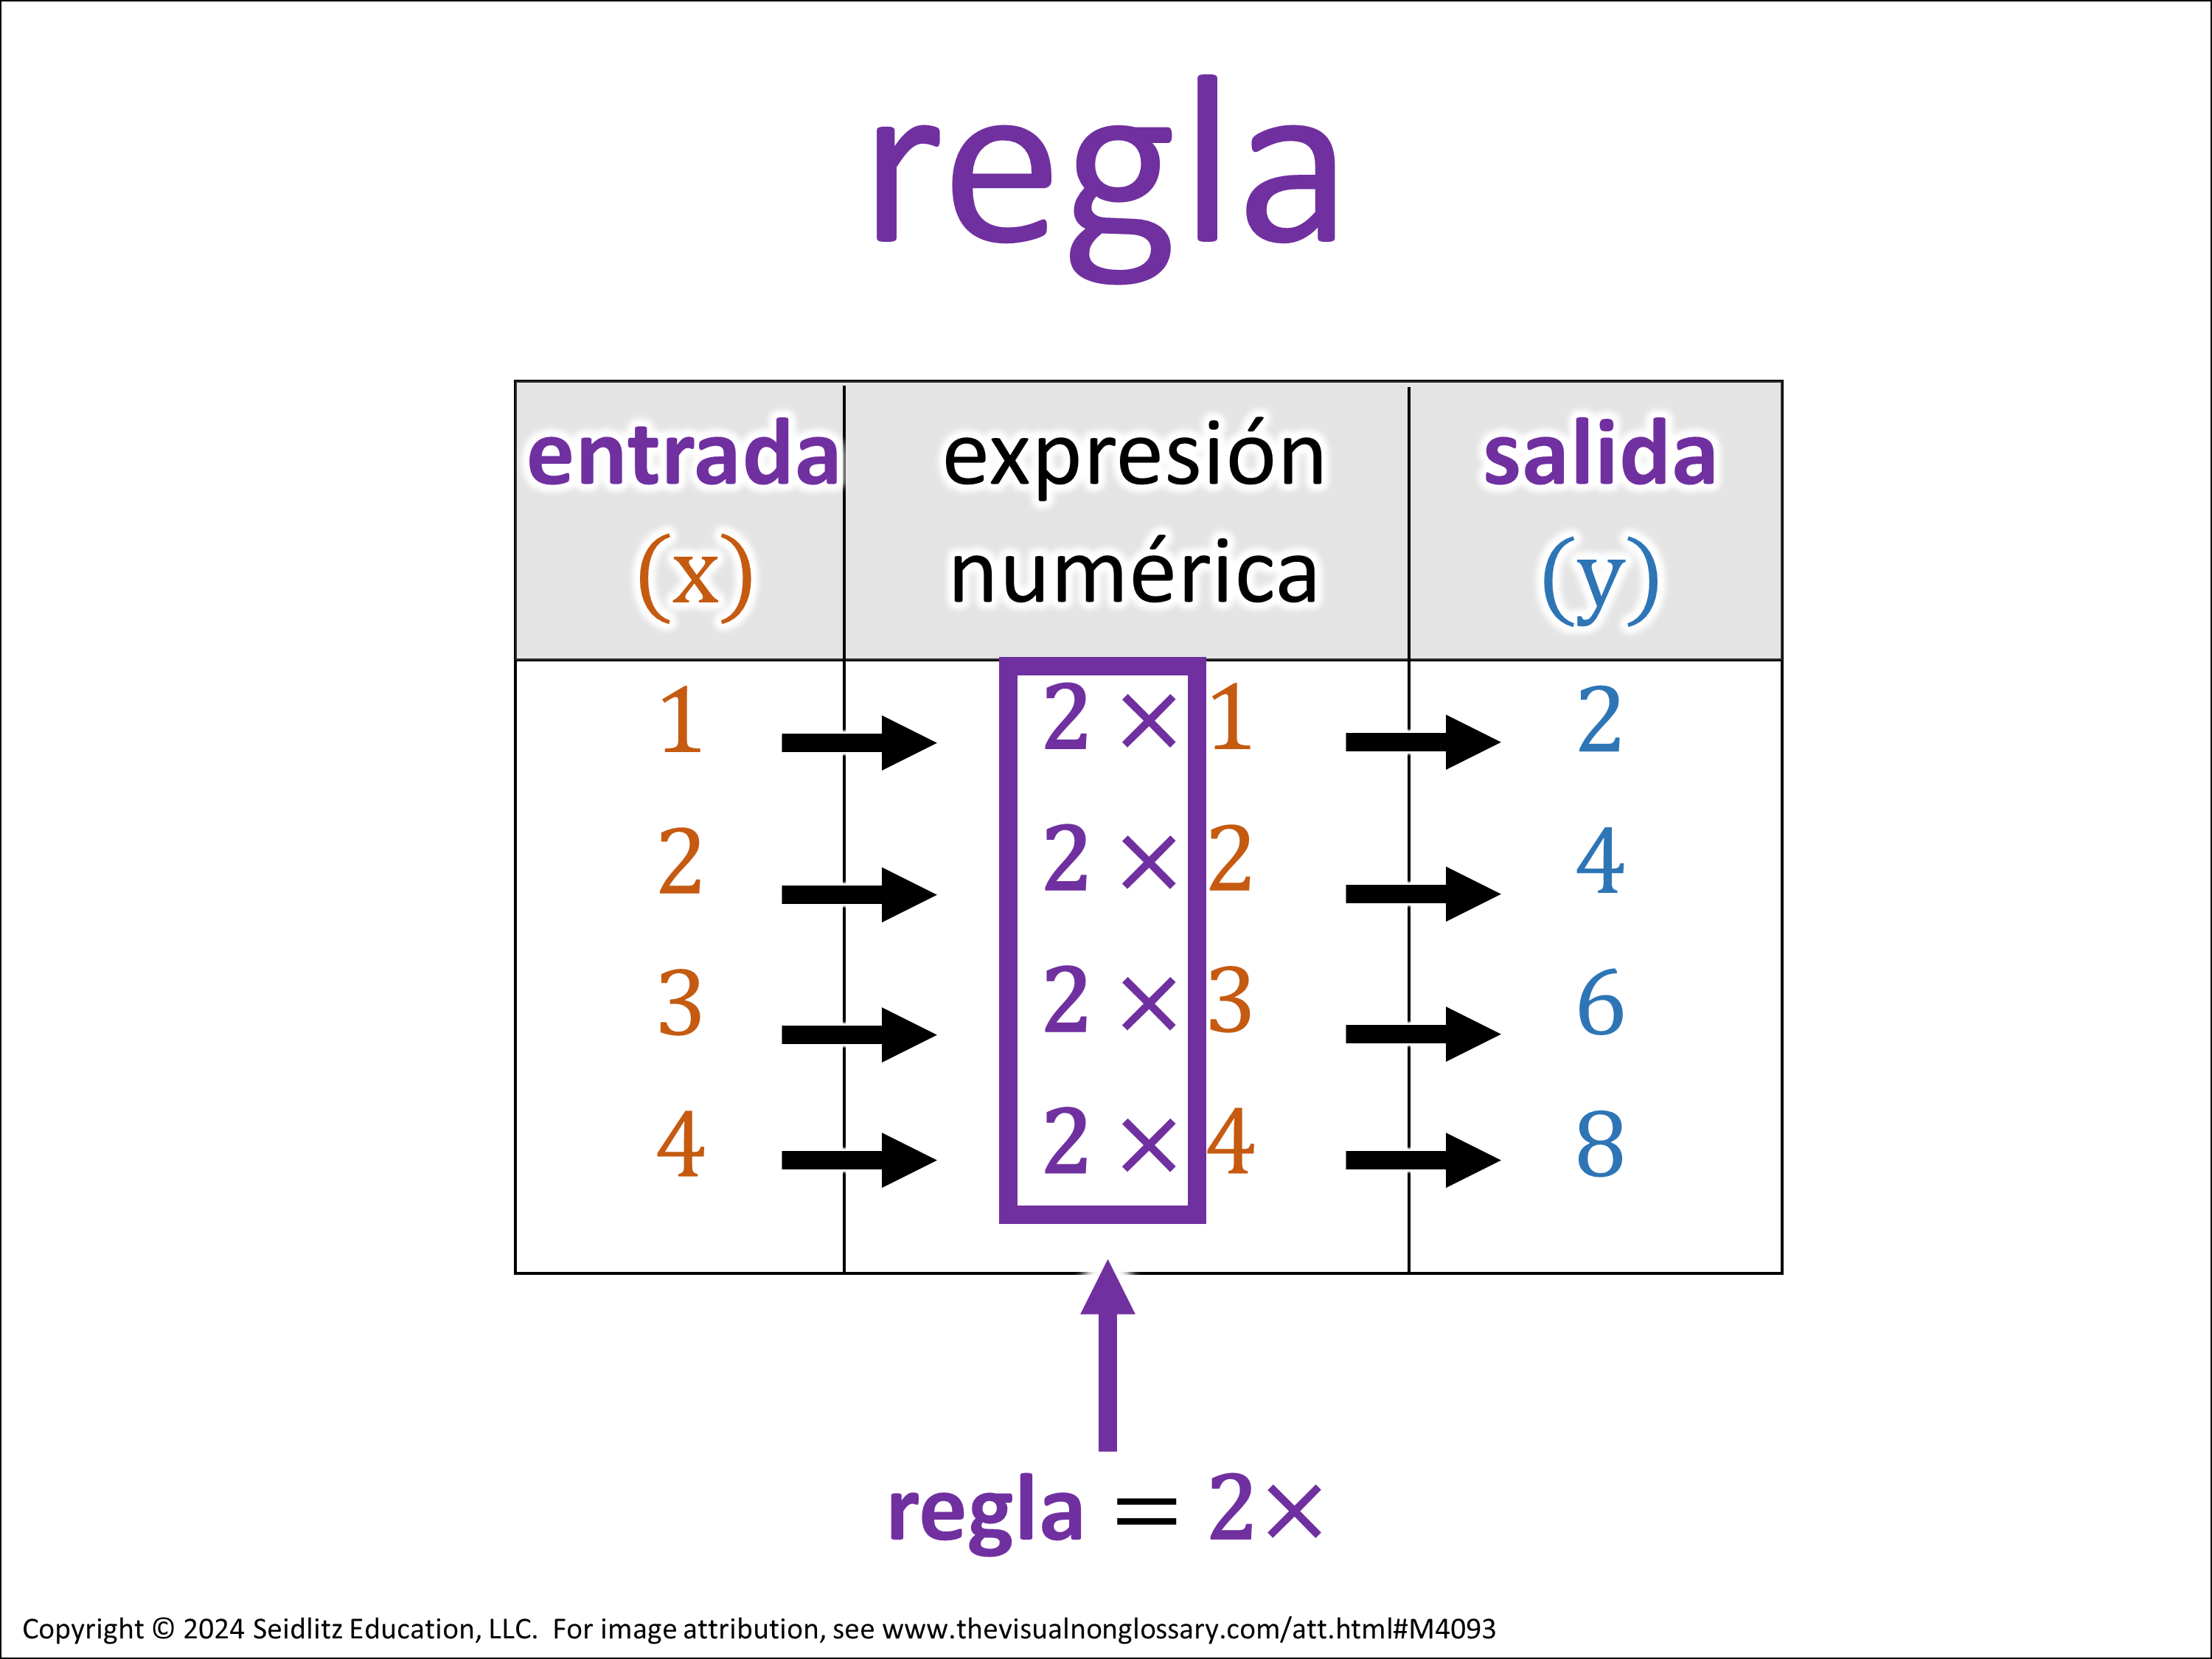 regla
entrada expresión salida
(x) numérica (y)
1 2 × 1 2
2 2 × 2 4
3 2 × 3 6
4 2 × 4 8
regla = 2×
Copyright © 2024 Seidlitz Education, LLC.  For image attribution, see www.thevisualnonglossary.com/att.html#M4093